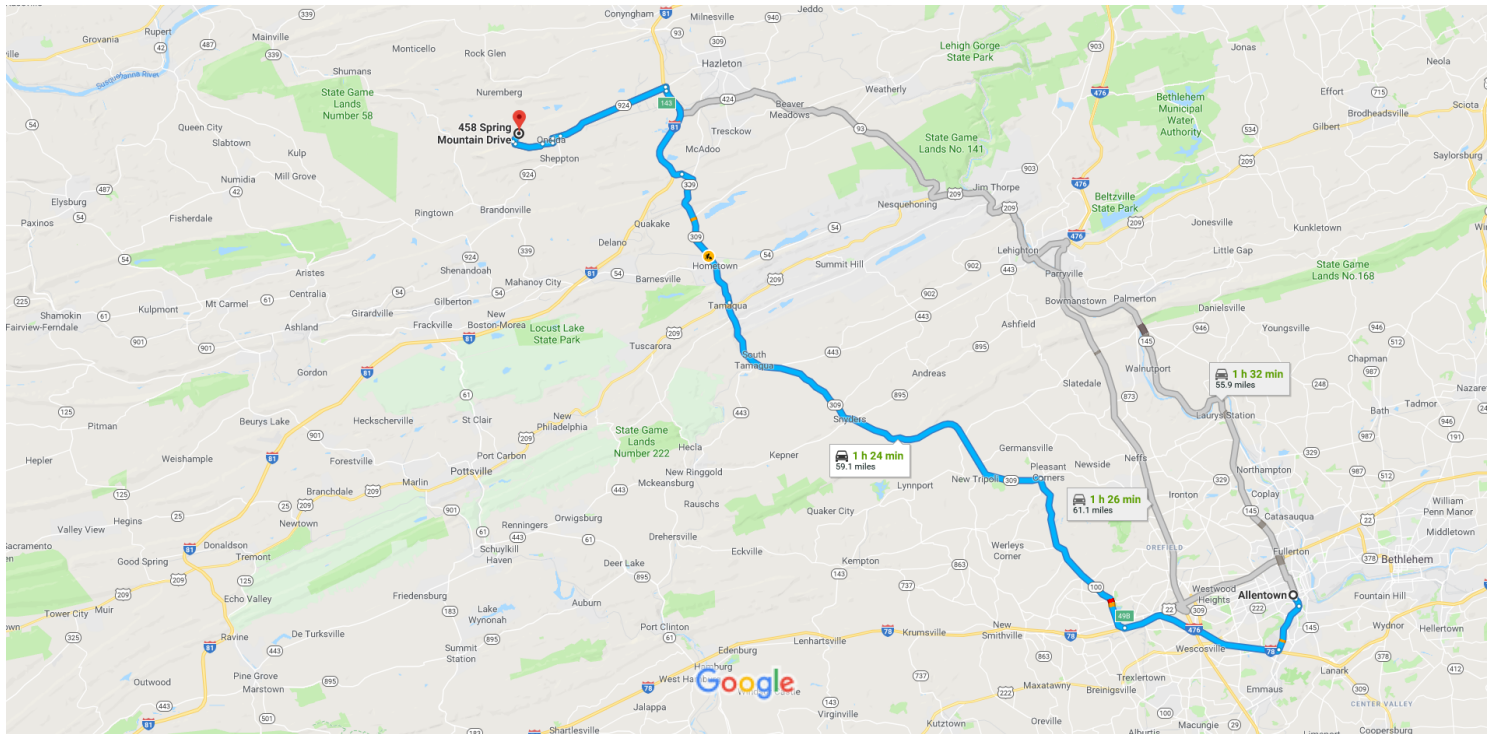 Rupert
Mainville
Conyngham
Milnesville
Jeddo
Grovania
Monticello
Rock Glen
Hazleton
Lehigh Gorge
State Park
Jonas
Neola
Susquehanna River
Shumans
Nuremberg
Weatherly
Effort
Sciota
State Game
Lands
Number 58
Beaver
Meadows
Bethlehem
Municipal
Water
Authority
Brodheadsville
Gilbert
Queen City
Slabtown
458 Spring
Mountain Drive
Oneida
Sheppton
Tresckow
McAdoo
State Game
Lands No. 141
Saylorsburg
Kulp
Mill Grove
Numidia
Elysburg
Paxinos
Fisherdale
Ringtown
Brandonville
Quakake
Delano
Nesquehoning
Jim Thorpe
Beltzville
State Park
Jonesville
Kunkletown
Little Gap
Lehighton
Parryville
Aristes
Centralia
Shenandoah
Mahanoy City
Barnesville
Hometown
Summit Hill
State Game
Lands No. 168
Shamokin
Kulpmont
Mt Carmel
Girardville
Gilberton
Fairview-Ferndale
Ashland
Frackville
New
Boston-Morea
Locust Lake
State Park
Tamaqua
Tuscarora
Bowmanstown
Palmerton
Danielsville
Ashfield
Youngsville
Gordon
South
Tamaqua
Andreas
Slatedale
Walnutport
Chapman
1 h 32 min
55.9 miles
Laurys Station
Bath
Tadmor
Pitman
Beurys Lake
Heckscherville
St Clair
New
Philadelphia
Snyders
Hepler
Weishample
Forestville
Port Carbon
Pottsville
State Game
Lands
Number 222
Hecla
Kepner
1 h 24 min
59.1 miles
Germansville
Pleasant
Corners
Newside
Neffs
Northampton
New Ringgold
Mckeansburg
Lynnport
New Tripoli
Ironton
Coplay
Branchdale
Marlin
Rauschs
Quaker City
1 h 26 min
61.1 miles
Catasauqua
William
Penn Manor
Middletown
Valley View
Hegins
Newtown
Renningers
Orwigsburg
Drehersville
Werleys
Corner
OREFIELD
Fullerton
Bethlehem
Sacramento
Donaldson
Tremont
Good Spring
Schuylkill
Haven
Deer Lake
Eckville
Kempton
Westwood
Heights
Allentown
Fountain Hill
Tower City
Muir
Echo Valley
Friedensburg
Lake
Wynonah
Auburn
Port Clinton
Ravine
De Turksville
Summit
Station
Lenhartsville
Krumsville
New
Smithville
Wescosville
Wydnor
Hellertown
Lanark
Edenburg
Hamburg
West Hamburg
Google
Virginville
Maxatawny
Breinigsville
Trexlertown
Emmaus
Outwood
Pine Grove
Marstown
Jalappa
Shartlesville
Kutztown
Oreville
Macungie
CENTER VALLEY
Limeport
Coopersburg